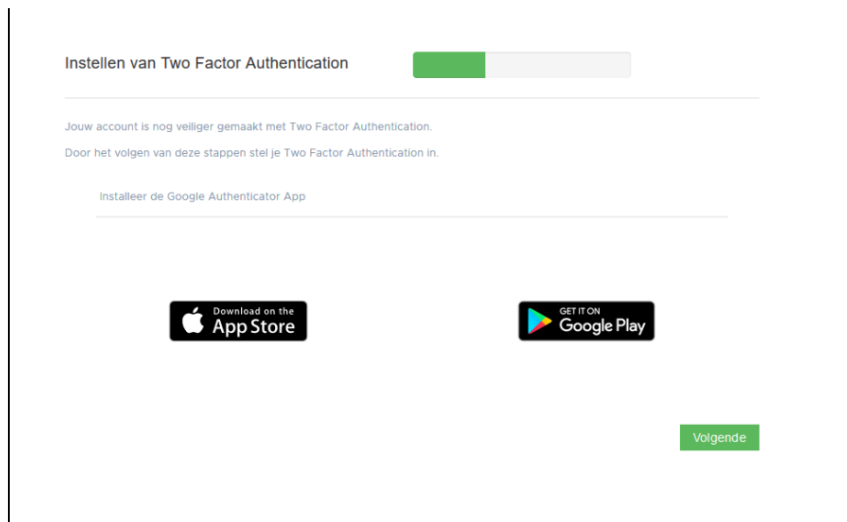 Instellen van Two Factor Authentication
Jouw account is nog veiliger gemaakt met Two Factor Authentication.
Door het volgen van deze stappen stel je Two Factor Authentication in.
Installeer de Google Authenticator App
Download on the
App Store
GET IT ON
Google Play
Volgende